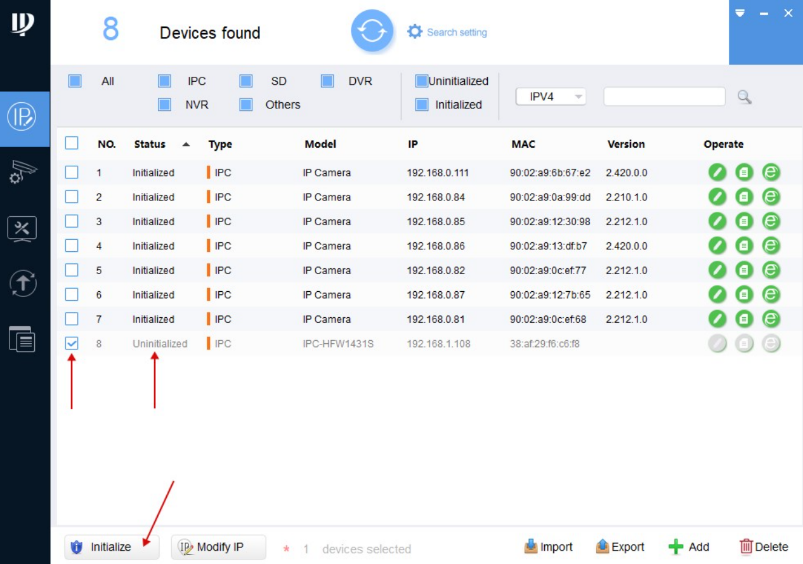 IP
8 Devices found Search setting
All IPC SD DVR Uninitialized
NVR Others Initialized IPV4
IP
NO. Status Type Model IP MAC Version Operate
1 Initialized IPC IP Camera 192.168.0.111 90:02:a9:6b:67:e2 2.420.0.0
2 Initialized IPC IP Camera 192.168.0.84 90:02:a9:0a:99:dd 2.210.1.0
3 Initialized IPC IP Camera 192.168.0.85 90:02:a9:12:30:98 2.212.1.0
4 Initialized IPC IP Camera 192.168.0.86 90:02:a9:13:df:b7 2.420.0.0
5 Initialized IPC IP Camera 192.168.0.82 90:02:a9:0c:ef:77 2.212.1.0
6 Initialized IPC IP Camera 192.168.0.87 90:02:a9:12:7b:65 2.212.1.0
7 Initialized IPC IP Camera 192.168.0.81 90:02:a9:0c:ef:68 2.212.1.0
8 Uninitialized IPC IPC-HFW1431S 192.168.1.108 38:af:29:f6:c6:f8
Initialize IP Modify IP * 1 devices selected Import Export Add Delete